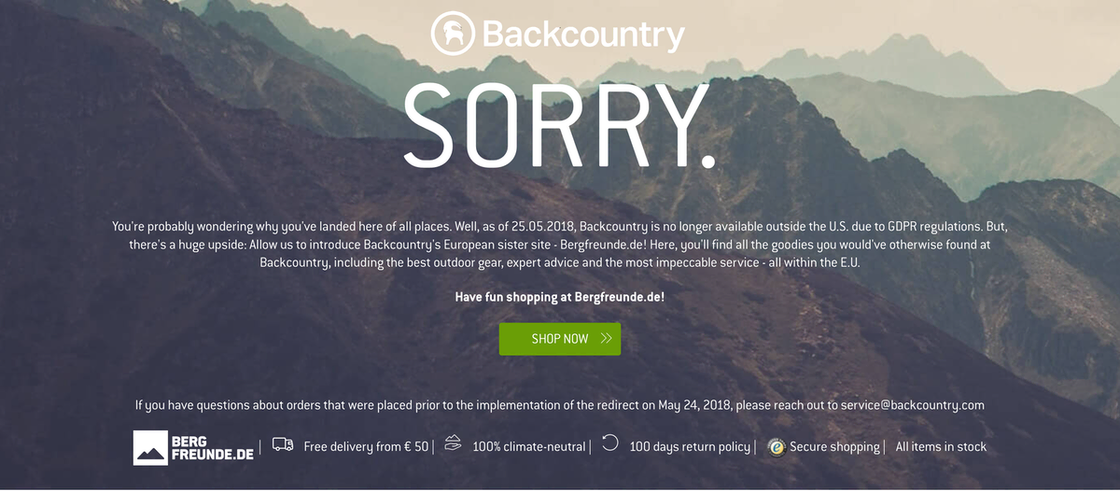 Backcountry
SORRY.
You're probably wondering why you've landed here of all places. Well, as of 25.05.2018, Backcountry is no longer available outside the U.S. due to GDPR regulations. But,
there's a huge upside: Allow us to introduce Backcountry's European sister site - Bergfreunde.de! Here, you'll find all the goodies you would've otherwise found at
Backcountry, including the best outdoor gear, expert advice and the most impeccable service - all within the E.U.
Have fun shopping at Bergfreunde.de!
SHOP NOW
If you have questions about orders that were placed prior to the implementation of the redirect on May 24, 2018, please reach out to service@backcountry.com
BERG
FREUNDE.DE | Free delivery from € 50 | 100% climate-neutral | 100 days return policy | Secure shopping | All items in stock